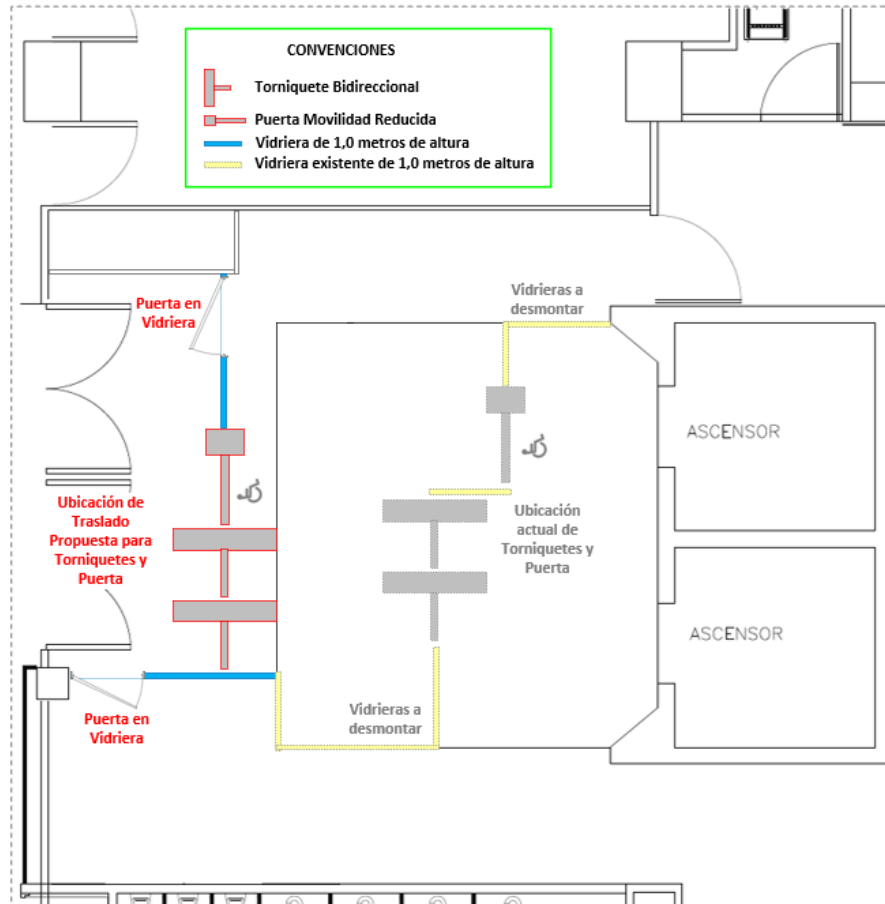 CONVENCIONES
Torniquete Bidireccional
Puerta Movilidad Reducida
Vidriera de 1,0 metros de altura
Vidriera existente de 1,0 metros de altura
Puerta en
Vidriera
Vidrieras a
desmontar
ASCENSOR
Ubicación de
Traslado
Propuesta para
Torniquetes y
Puerta
Ubicación
actual de
Torniquetes y
Puerta
ASCENSOR
Puerta en
Vidriera
Vidrieras a
desmontar